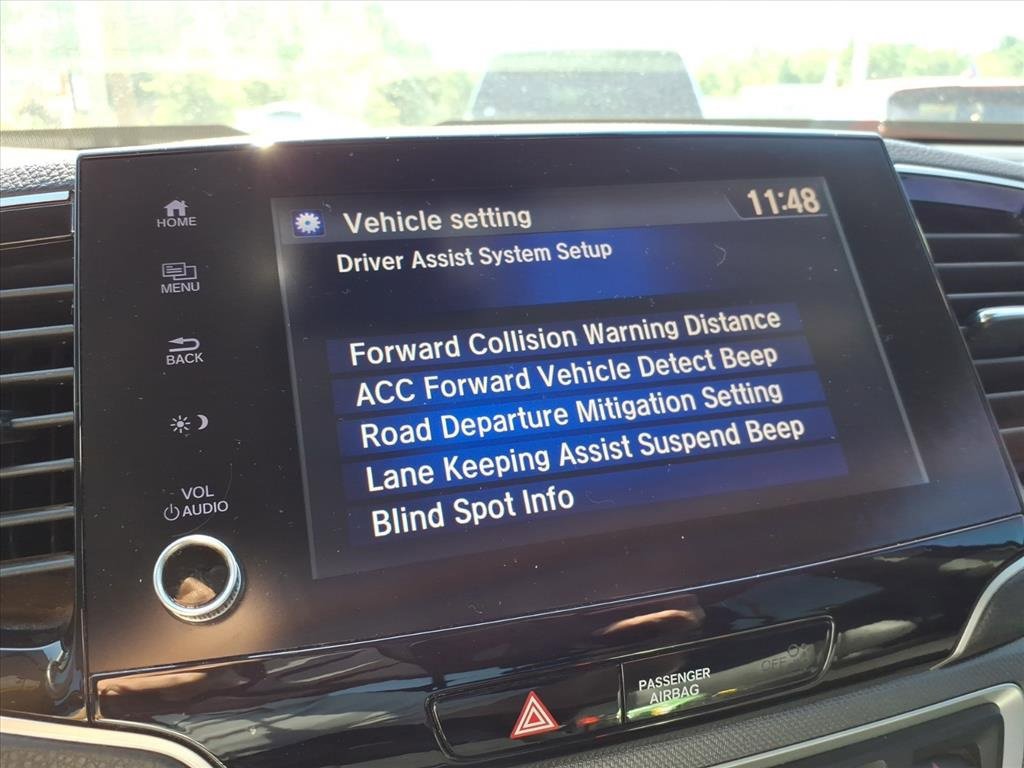 Vehicle setting
11:48
Driver Assist System Setup
Forward Collision Warning Distance
ACC Forward Vehicle Detect Beep
Road Departure Mitigation Setting
Lane Keeping Assist Suspend Beep
Blind Spot Info
HOME
MENU
BACK
VOL
AUDIO
PASSENGER
AIRBAG
OFF